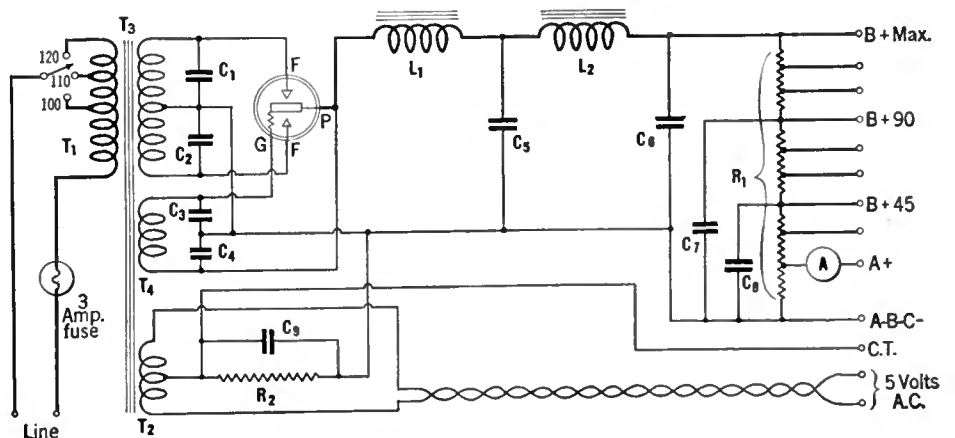 T3
120
110
100
T1
C1
C2
F
G
F
P
L1
L2
C5
C6
R1
C7
C8
B + Max.
B + 90
B + 45
A
A+
A-B-C-
C.T.
5 Volts
A.C.
C3
C4
T4
3
Amp.
fuse
C9
R2
T2
Line